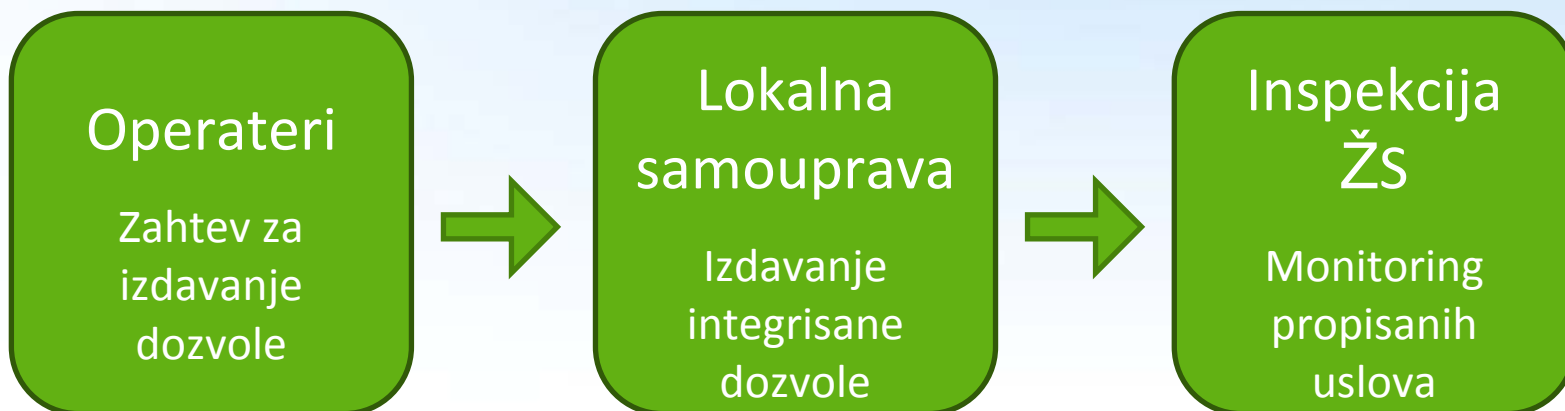 Operateri
Zahtev za
izdavanje
dozvole
Lokalna
samouprava
Izdavanje
integrisane
dozvole
Inspekcija
ŽS
Monitoring
propisanih
uslova